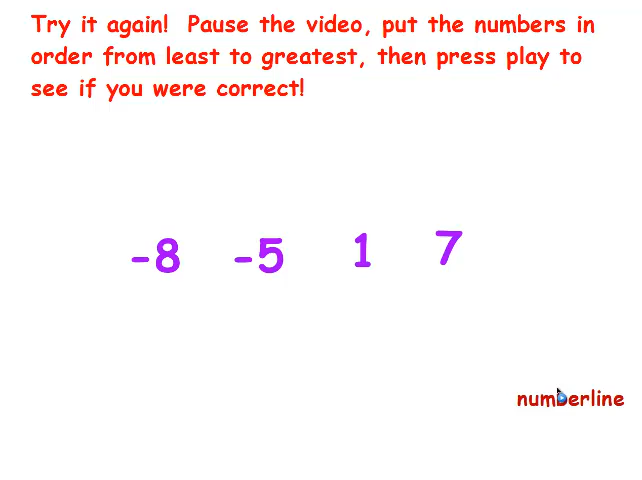 Try it again! Pause the video, put the numbers in
order from least to greatest, then press play to
see if you were correct!
-8 -5 1 7
numberline